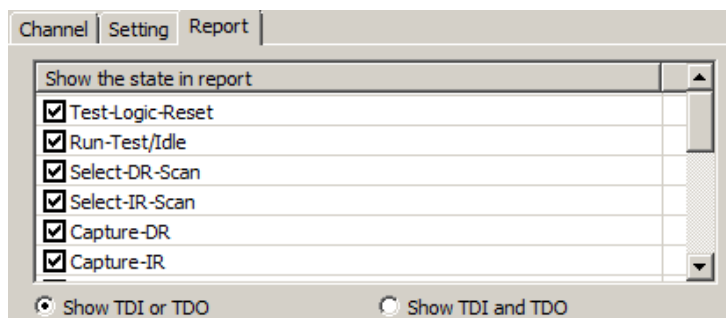 Channel Setting Report
Show the state in report
Test-Logic-Reset
Run-Test/Idle
Select-DR-Scan
Select-IR-Scan
Capture-DR
Capture-IR
Show TDI or TDO Show TDI and TDO